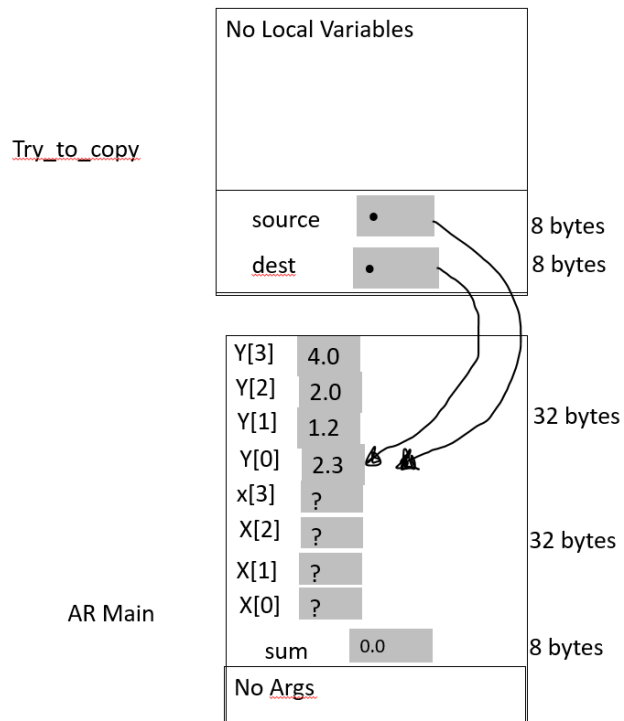 No Local Variables
Try_to_copy
source
8 bytes
dest
8 bytes
Y[3] 4.0
Y[2] 2.0
Y[1] 1.2
32 bytes
Y[0] 2.3
x[3] ?
X[2] ?
32 bytes
X[1] ?
X[0] ?
AR Main
sum 0.0
8 bytes
No Args